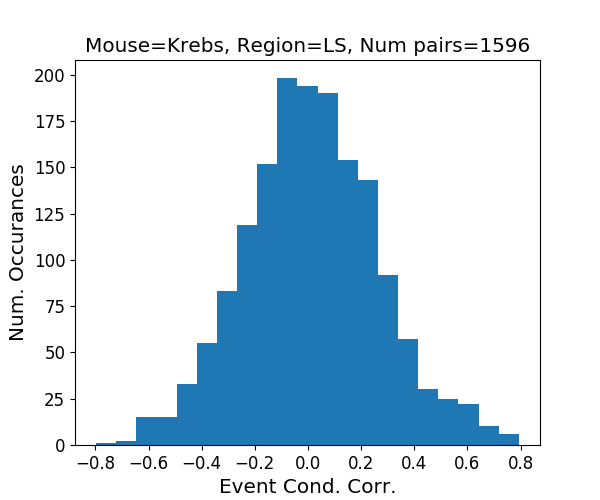 Mouse=Krebs, Region=LS, Num pairs=1596
200
175
150
125
100
75
50
25
0
Num. Occurances
−0.8 −0.6 −0.4 −0.2 0.0 0.2 0.4 0.6 0.8
Event Cond. Corr.